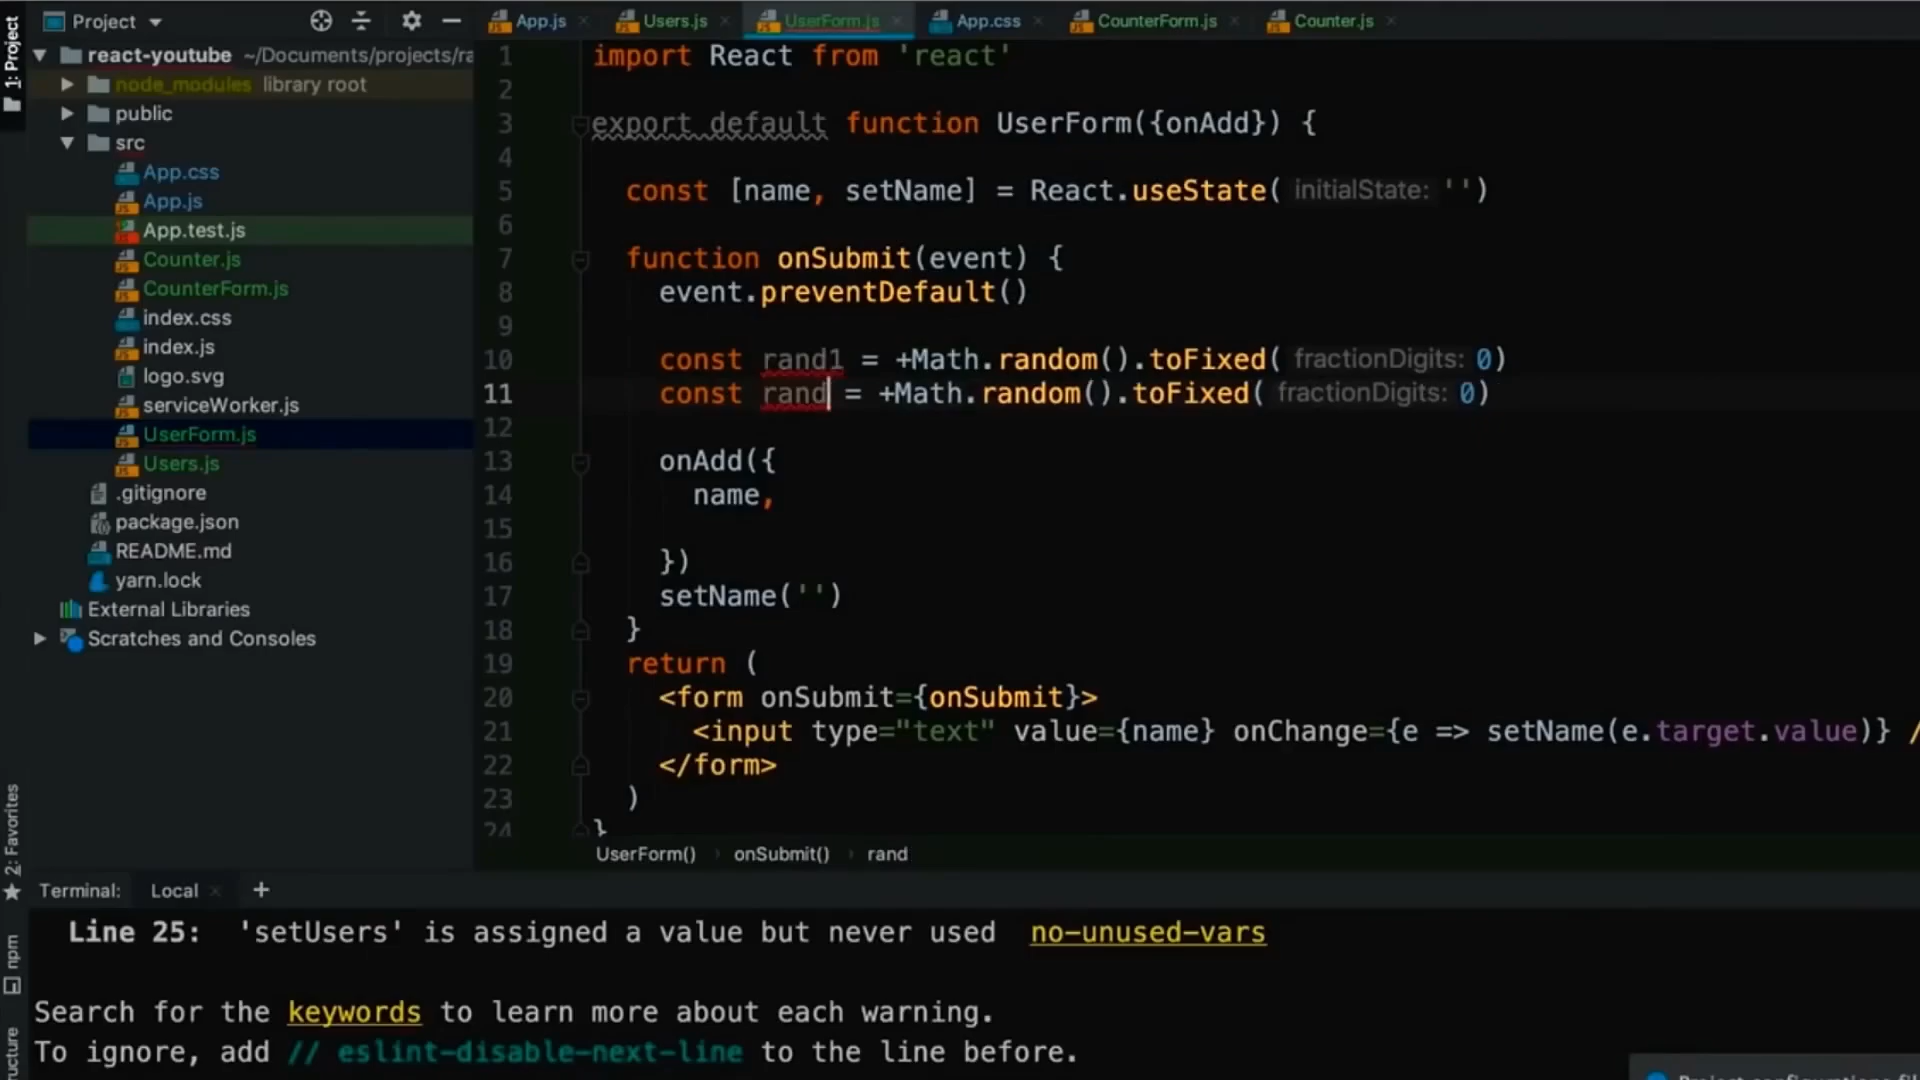 Project
App.js
Users.js
UserForm.js
App.css
CounterForm.js
Counter.js
1: Project
react-youtube ~/Documents/projects/ra
node_modules library root
public
src
App.css
App.js
App.test.js
Counter.js
CounterForm.js
index.css
index.js
logo.svg
serviceWorker.js
UserForm.js
Users.js
.gitignore
package.json
README.md
yarn.lock
External Libraries
Scratches and Consoles
1 import React from 'react'
2
3 export default function UserForm({onAdd}) {
4
5 const [name, setName] = React.useState( initialState: '')
6
7 function onSubmit(event) {
8 event.preventDefault()
9
10 const rand1 = +Math.random().toFixed( fractionDigits: 0)
11 const rand = +Math.random().toFixed( fractionDigits: 0)
12
13 onAdd({
14 name,
15
16 })
17 setName('')
18 }
19 return (
20 <form onSubmit={onSubmit}>
21 <input type="text" value={name} onChange={e => setName(e.target.value)} /
22 </form>
23 )
24 }
UserForm() › onSubmit() › rand
2: Favorites
npm
ructure
Terminal: Local +
Line 25: 'setUsers' is assigned a value but never used no-unused-vars
Search for the keywords to learn more about each warning.
To ignore, add // eslint-disable-next-line to the line before.